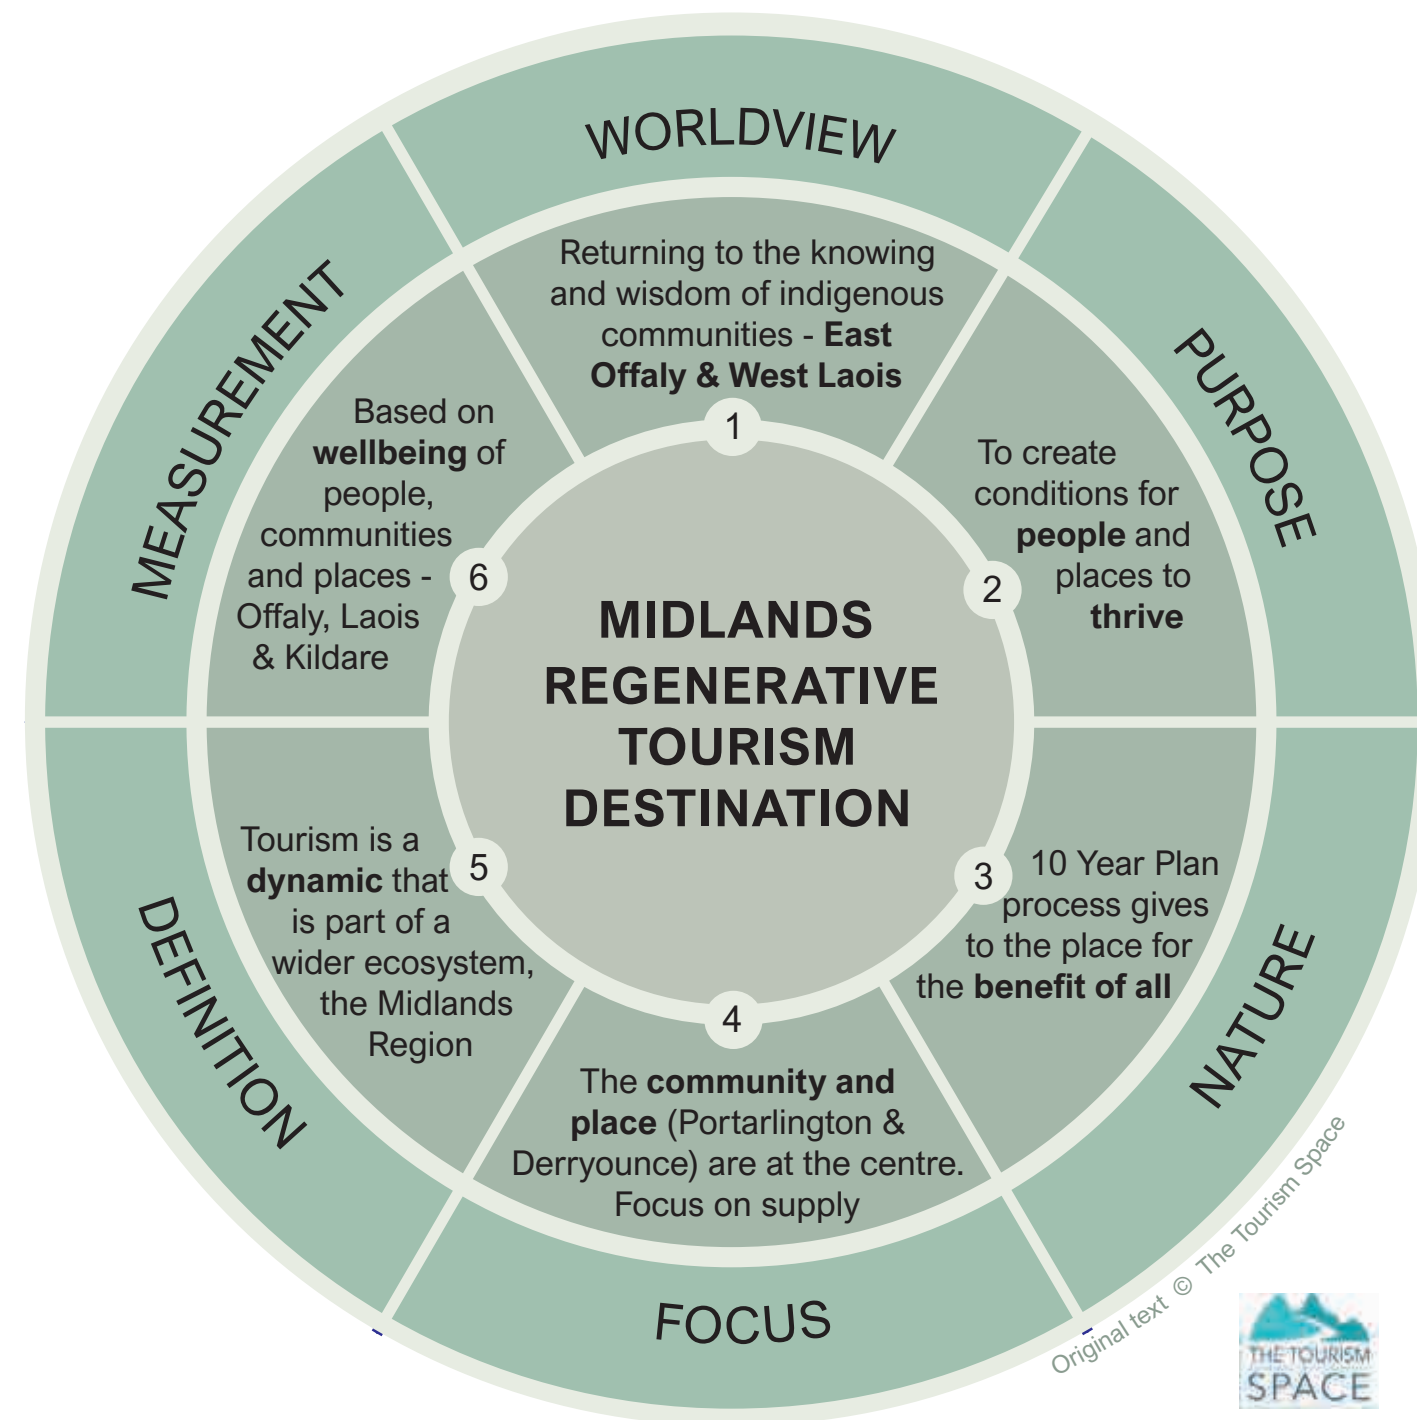 WORLDVIEW
Returning to the knowing
and wisdom of indigenous
communities - East
Offaly & West Laois
1
PURPOSE
To create
conditions for
people and
places to
thrive
2
NATURE
10 Year Plan
process gives
to the place for
the benefit of all
3
FOCUS
The community and
place (Portarlington &
Derryounce) are at the centre.
Focus on supply
4
DEFINITION
Tourism is a
dynamic that
is part of a
wider ecosystem,
the Midlands
Region
5
MEASUREMENT
Based on
wellbeing of
people,
communities
and places -
Offaly, Laois
& Kildare
6
MIDLANDS
REGENERATIVE
TOURISM
DESTINATION
Original text © The Tourism Space
THE TOURISM
SPACE